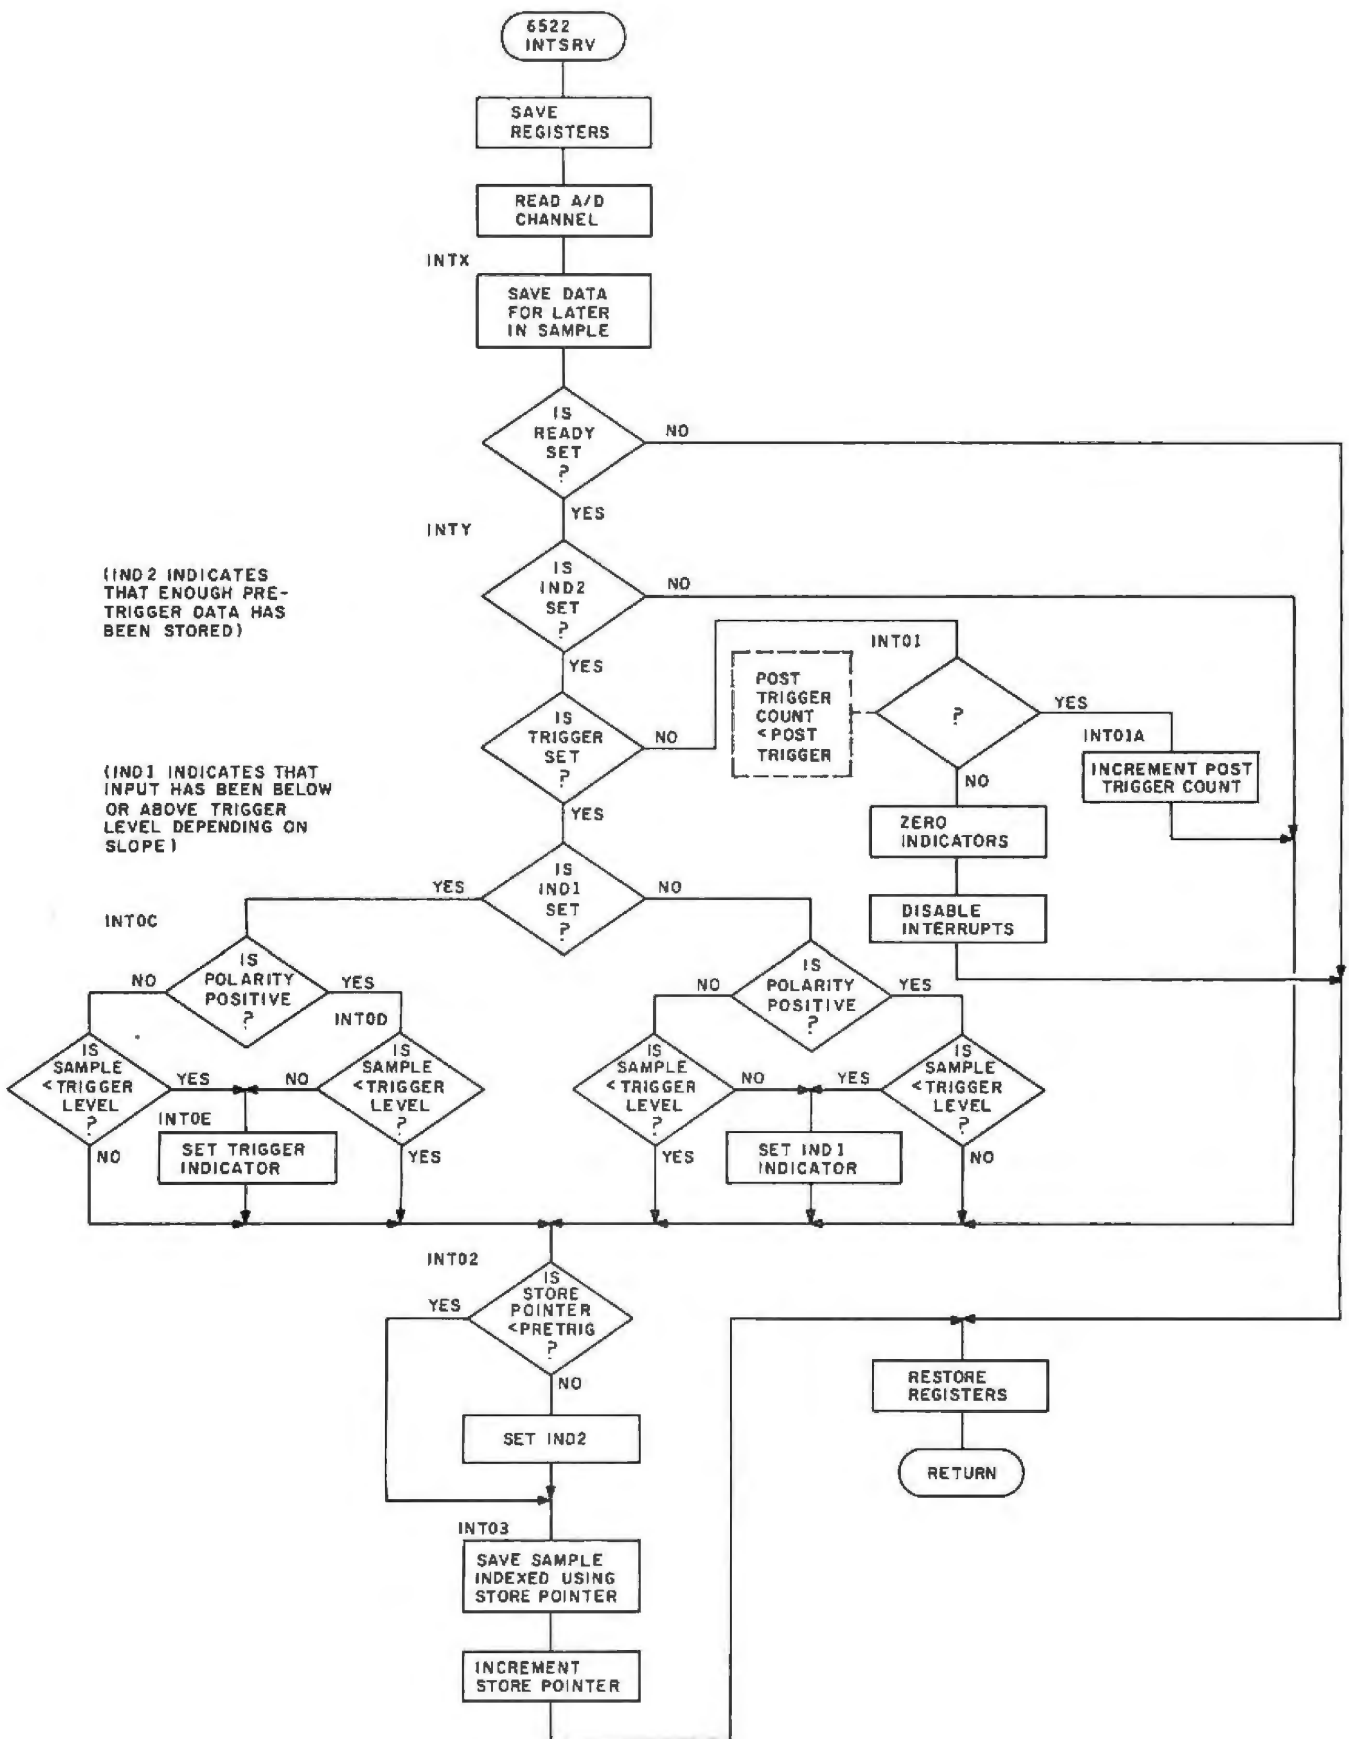 6522
INTSRV
SAVE
REGISTERS
READ A/D
CHANNEL
INTX
SAVE DATA
FOR LATER
IN SAMPLE
IS
READY
SET
?
NO
YES
INTY
(IND2 INDICATES
THAT ENOUGH PRE-
TRIGGER DATA HAS
BEEN STORED)
IS
IND2
SET
?
NO
YES
INT01
POST
TRIGGER
COUNT
<POST
TRIGGER
?
YES
NO
INT01A
INCREMENT POST
TRIGGER COUNT
ZERO
INDICATORS
DISABLE
INTERRUPTS
IS
TRIGGER
SET
?
NO
YES
(IND1 INDICATES THAT
INPUT HAS BEEN BELOW
OR ABOVE TRIGGER
LEVEL DEPENDING ON
SLOPE)
IS
IND1
SET
?
YES
NO
INT0C
IS
POLARITY
POSITIVE
?
NO
YES
INT0D
IS
SAMPLE
<TRIGGER
LEVEL
?
YES
NO
IS
SAMPLE
<TRIGGER
LEVEL
?
NO
YES
INT0E
SET TRIGGER
INDICATOR
IS
POLARITY
POSITIVE
?
NO
YES
IS
SAMPLE
<TRIGGER
LEVEL
?
NO
YES
IS
SAMPLE
<TRIGGER
LEVEL
?
YES
NO
SET IND1
INDICATOR
INT02
IS
STORE
POINTER
<PRETRIG
?
YES
NO
SET IND2
INT03
SAVE SAMPLE
INDEXED USING
STORE POINTER
INCREMENT
STORE POINTER
RESTORE
REGISTERS
RETURN